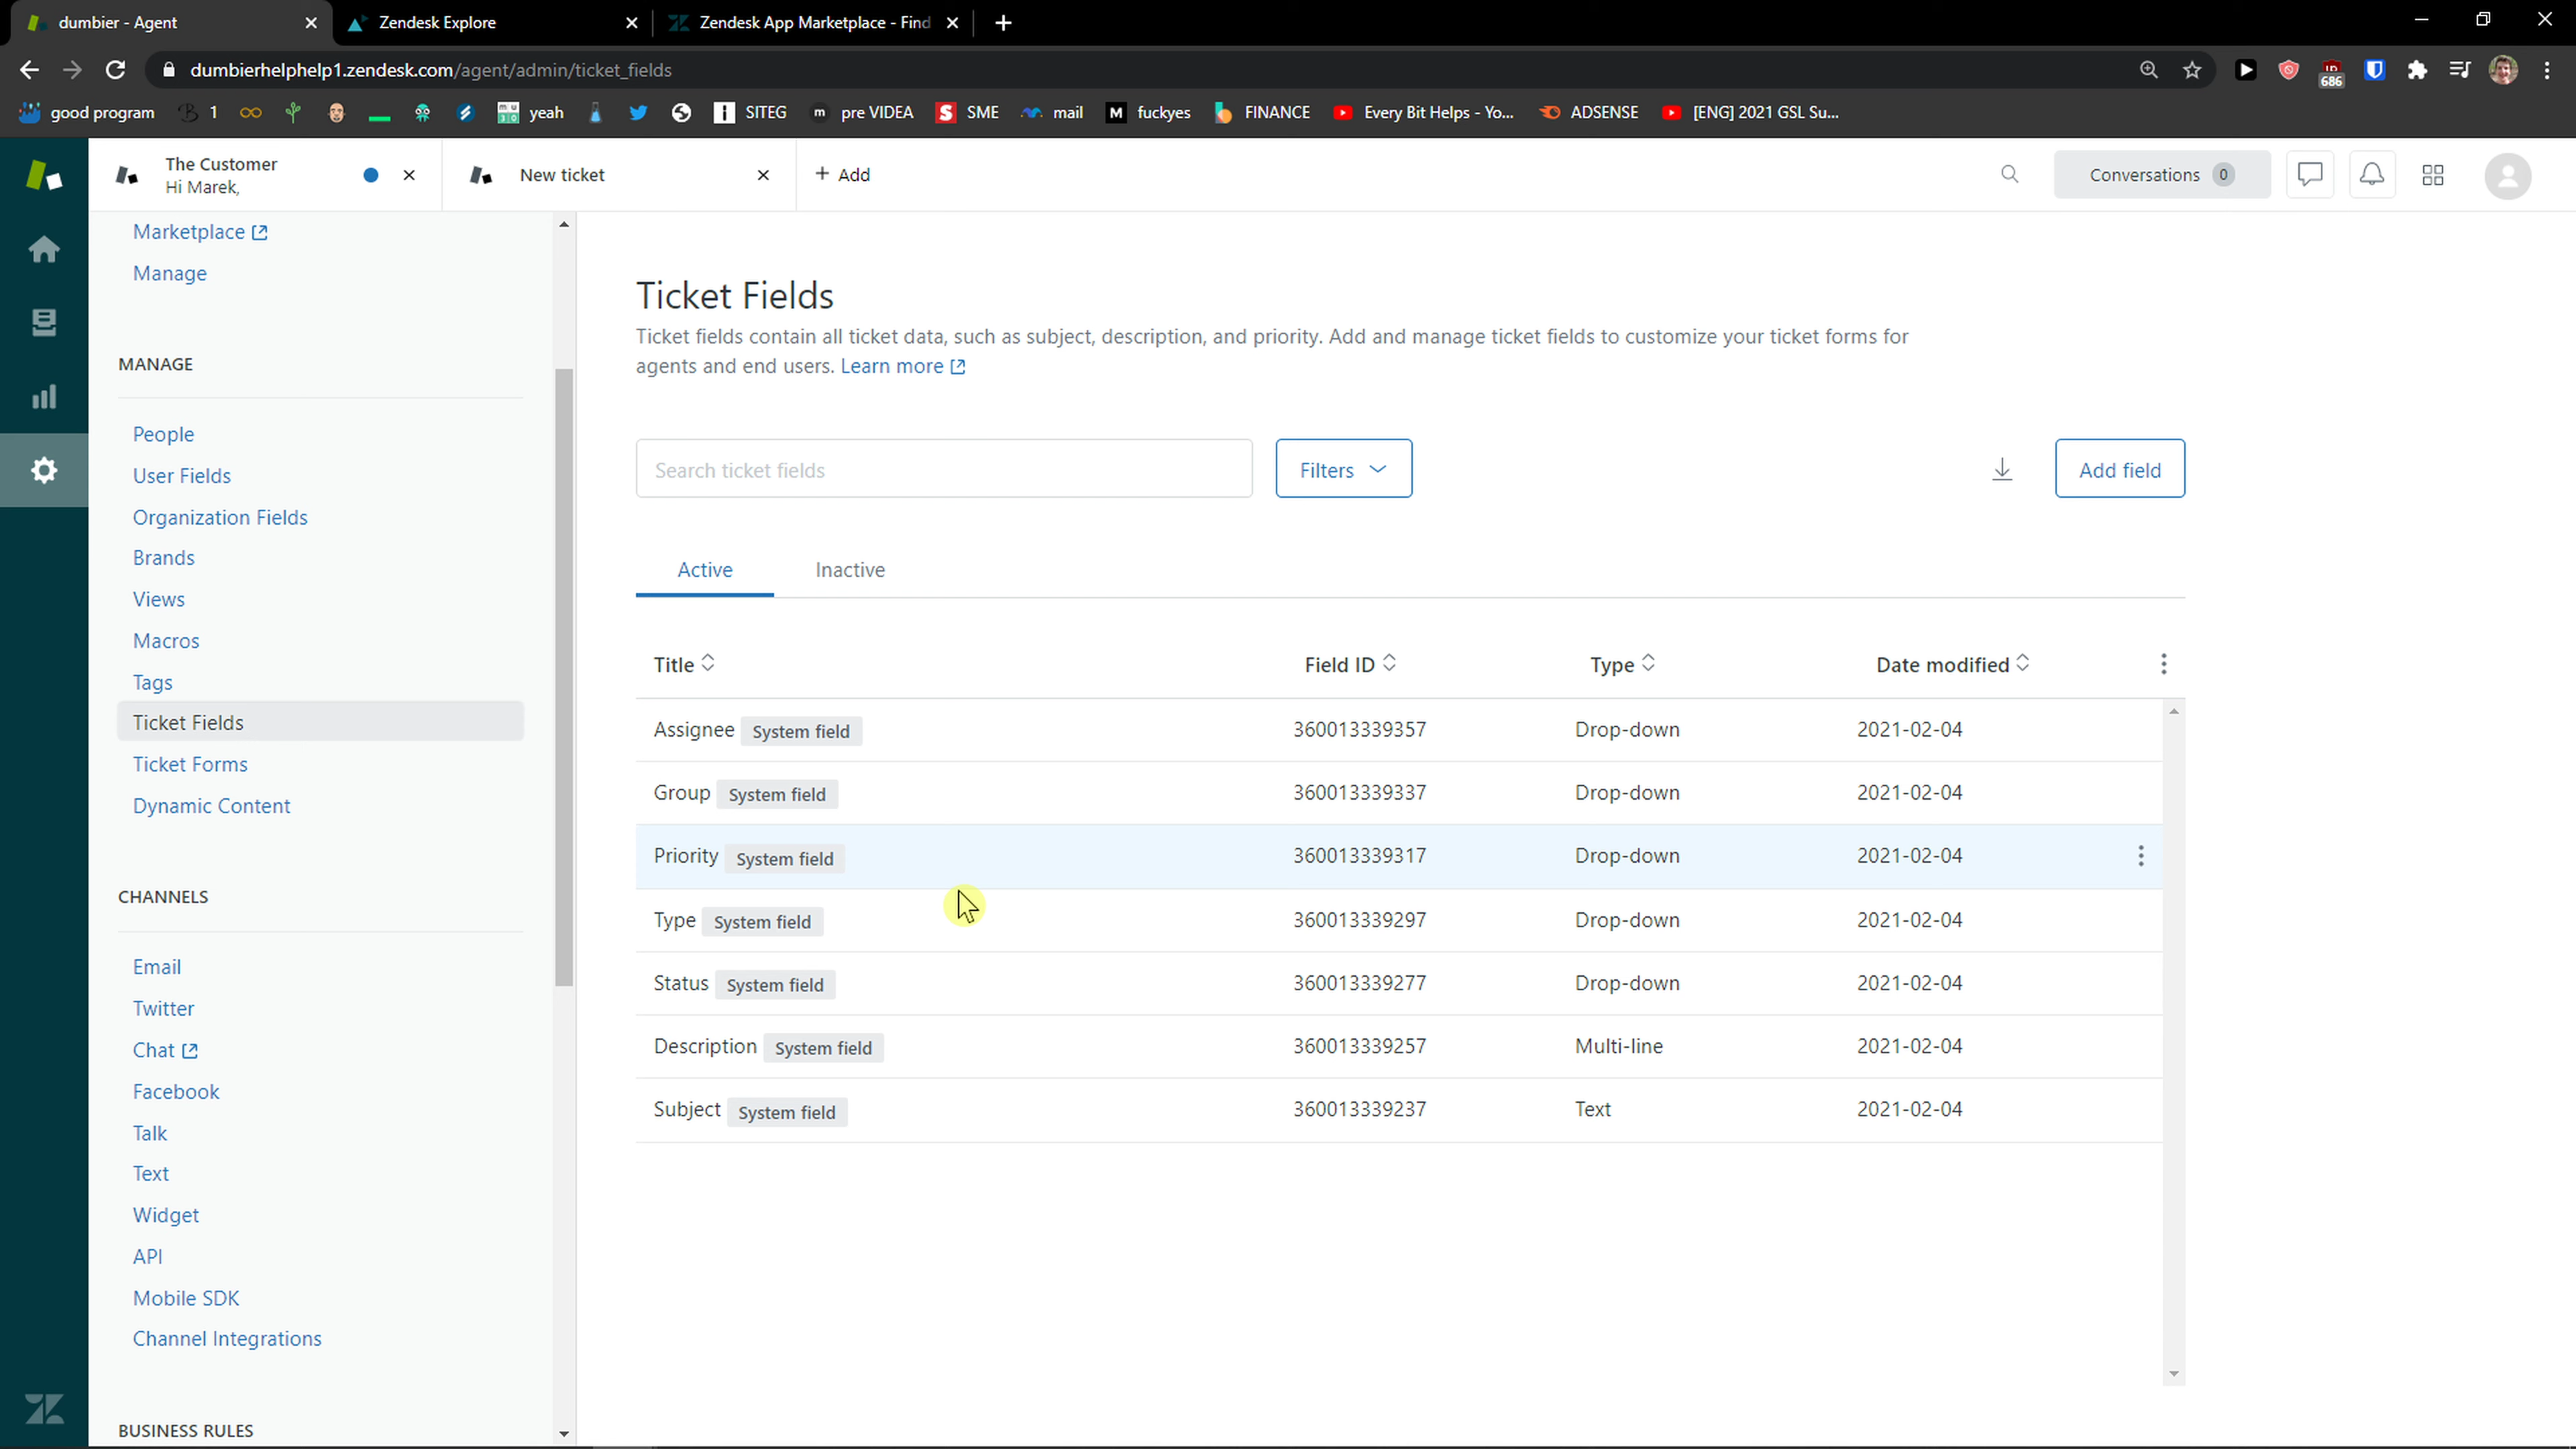 dumbier - Agent
Zendesk Explore
Zendesk App Marketplace - Find
dumbierhelphelp1.zendesk.com/agent/admin/ticket_fields
686
good program
1
yeah
SITEG
pre VIDEA
SME
mail
fuckyes
FINANCE
Every Bit Helps - Yo...
ADSENSE
[ENG] 2021 GSL Su...
The Customer
Hi Marek,
New ticket
+ Add
Conversations 0
Marketplace
Manage
MANAGE
People
User Fields
Organization Fields
Brands
Views
Macros
Tags
Ticket Fields
Ticket Forms
Dynamic Content
CHANNELS
Email
Twitter
Chat
Facebook
Talk
Text
Widget
API
Mobile SDK
Channel Integrations
BUSINESS RULES
Ticket Fields
Ticket fields contain all ticket data, such as subject, description, and priority. Add and manage ticket fields to customize your ticket forms for
agents and end users. Learn more
Search ticket fields
Filters
Add field
Active Inactive
Title Field ID Type Date modified
Assignee System field 360013339357 Drop-down 2021-02-04
Group System field 360013339337 Drop-down 2021-02-04
Priority System field 360013339317 Drop-down 2021-02-04
Type System field 360013339297 Drop-down 2021-02-04
Status System field 360013339277 Drop-down 2021-02-04
Description System field 360013339257 Multi-line 2021-02-04
Subject System field 360013339237 Text 2021-02-04